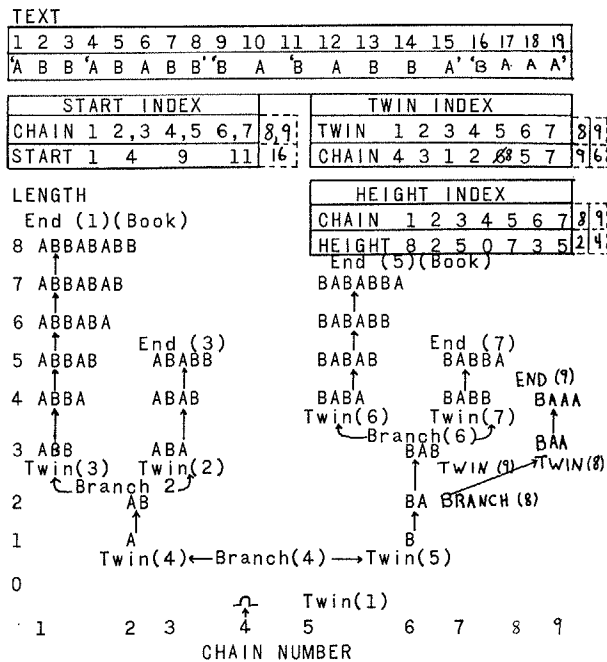 TEXT
1 2 3 4 5 6 7 8 9 10 11 12 13 14 15 16 17 18 19
'A B B 'A B A B B' 'B A 'B A B B A' 'B A A A'
START INDEX
CHAIN 1 2,3 4,5 6,7 8,9
START 1 4 9 11 16
TWIN INDEX
TWIN 1 2 3 4 5 6 7 8 9
CHAIN 4 3 1 2 8 5 7 9 6
HEIGHT INDEX
CHAIN 1 2 3 4 5 6 7 8 9
HEIGHT 8 2 5 0 7 3 5 2 4
LENGTH
End (1)(Book) End (5)(Book)
8 ABBABABB
7 ABBABAB BABABBA
6 ABBABA BABABB
End (3) End (7)
5 ABBAB ABABB BABAB BABBA
END (9)
4 ABBA ABAB BABA BABB BAAA
Twin(6) Twin(7)
Branch(6)
3 ABB ABA BAB BAA
Twin(3) Twin(2) TWIN (9) TWIN(8)
Branch 2
2 AB BA BRANCH (8)
1 A B
Twin(4) Branch(4) Twin(5)
0
Twin(1)
1 2 3 4 5 6 7 8 9
CHAIN NUMBER